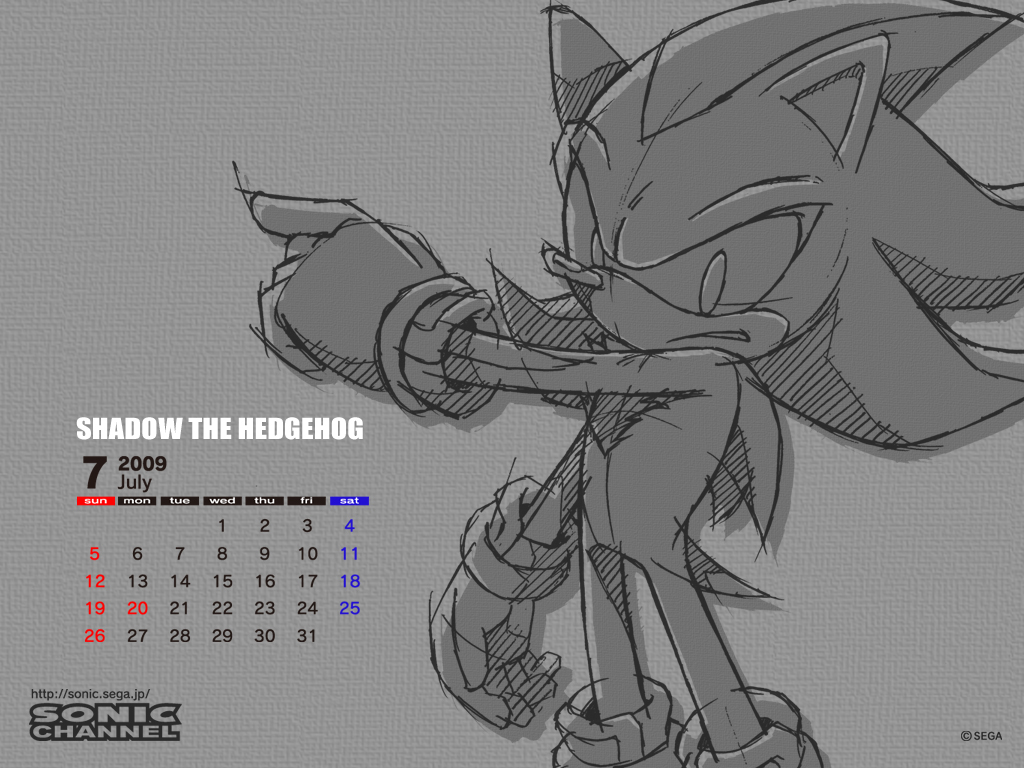 SHADOW THE HEDGEHOG
7 2009
July
sun mon tue wed thu fri sat
1 2 3 4
5 6 7 8 9 10 11
12 13 14 15 16 17 18
19 20 21 22 23 24 25
26 27 28 29 30 31
http://sonic.sega.jp/
SONIC
CHANNEL
©SEGA